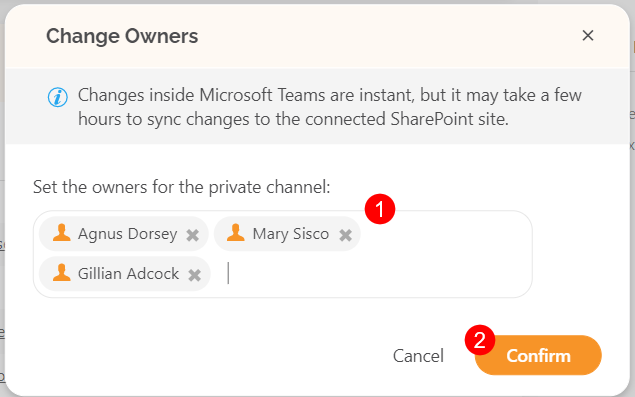 Change Owners
Changes inside Microsoft Teams are instant, but it may take a few
hours to sync changes to the connected SharePoint site.
Set the owners for the private channel:
1
Agnus Dorsey
Mary Sisco
Gillian Adcock
2
Cancel
Confirm